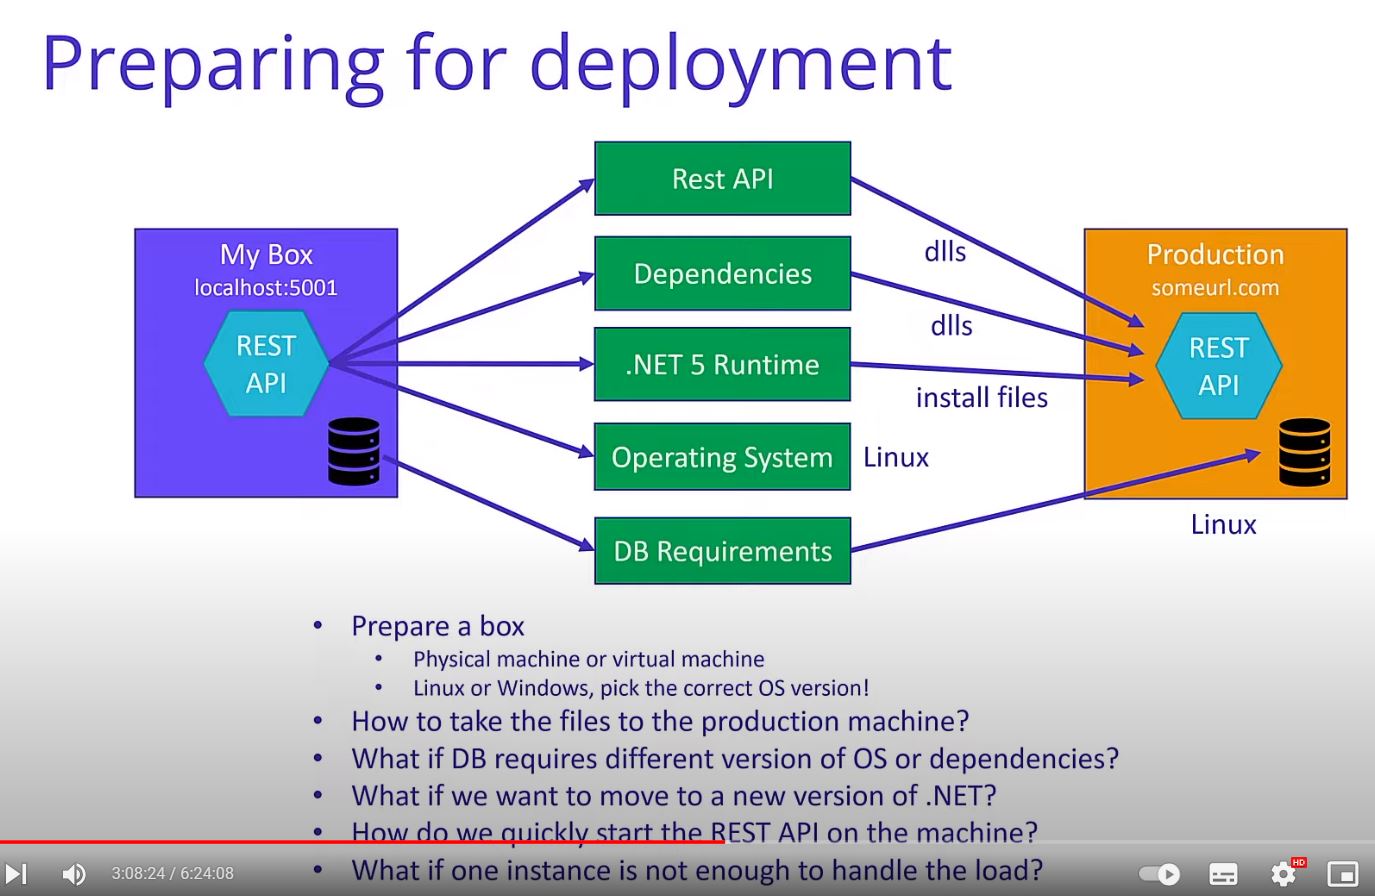 Preparing for deployment
My Box
localhost:5001
REST
API
Rest API
Dependencies
.NET 5 Runtime
Operating System
DB Requirements
dlls
dlls
install files
Linux
Production
someurl.com
REST
API
Linux
• Prepare a box
• Physical machine or virtual machine
• Linux or Windows, pick the correct OS version!
• How to take the files to the production machine?
• What if DB requires different version of OS or dependencies?
• What if we want to move to a new version of .NET?
• How do we quickly start the REST API on the machine?
• What if one instance is not enough to handle the load?
3:08:24 / 6:24:08
HD